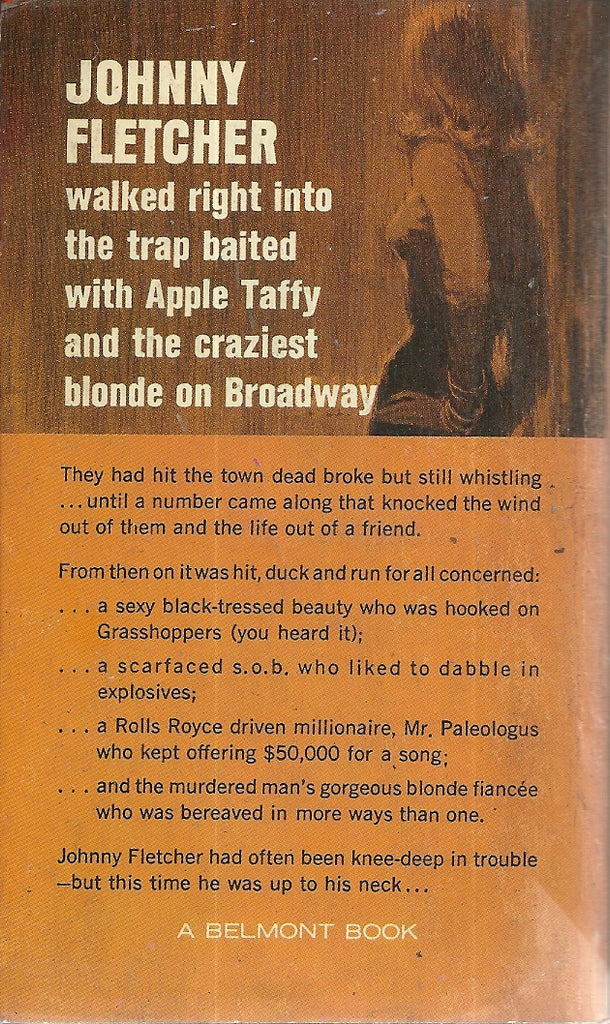 JOHNNY
FLETCHER
walked right into
the trap baited
with Apple Taffy
and the craziest
blonde on Broadway
They had hit the town dead broke but still whistling
...until a number came along that knocked the wind
out of them and the life out of a friend.
From then on it was hit, duck and run for all concerned:
... a sexy black-tressed beauty who was hooked on
Grasshoppers (you heard it);
... a scarfaced s.o.b. who liked to dabble in
explosives;
... a Rolls Royce driven millionaire, Mr. Paleologus
who kept offering $50,000 for a song;
... and the murdered man's gorgeous blonde fiancée
who was bereaved in more ways than one.
Johnny Fletcher had often been knee-deep in trouble
—but this time he was up to his neck...
A BELMONT BOOK